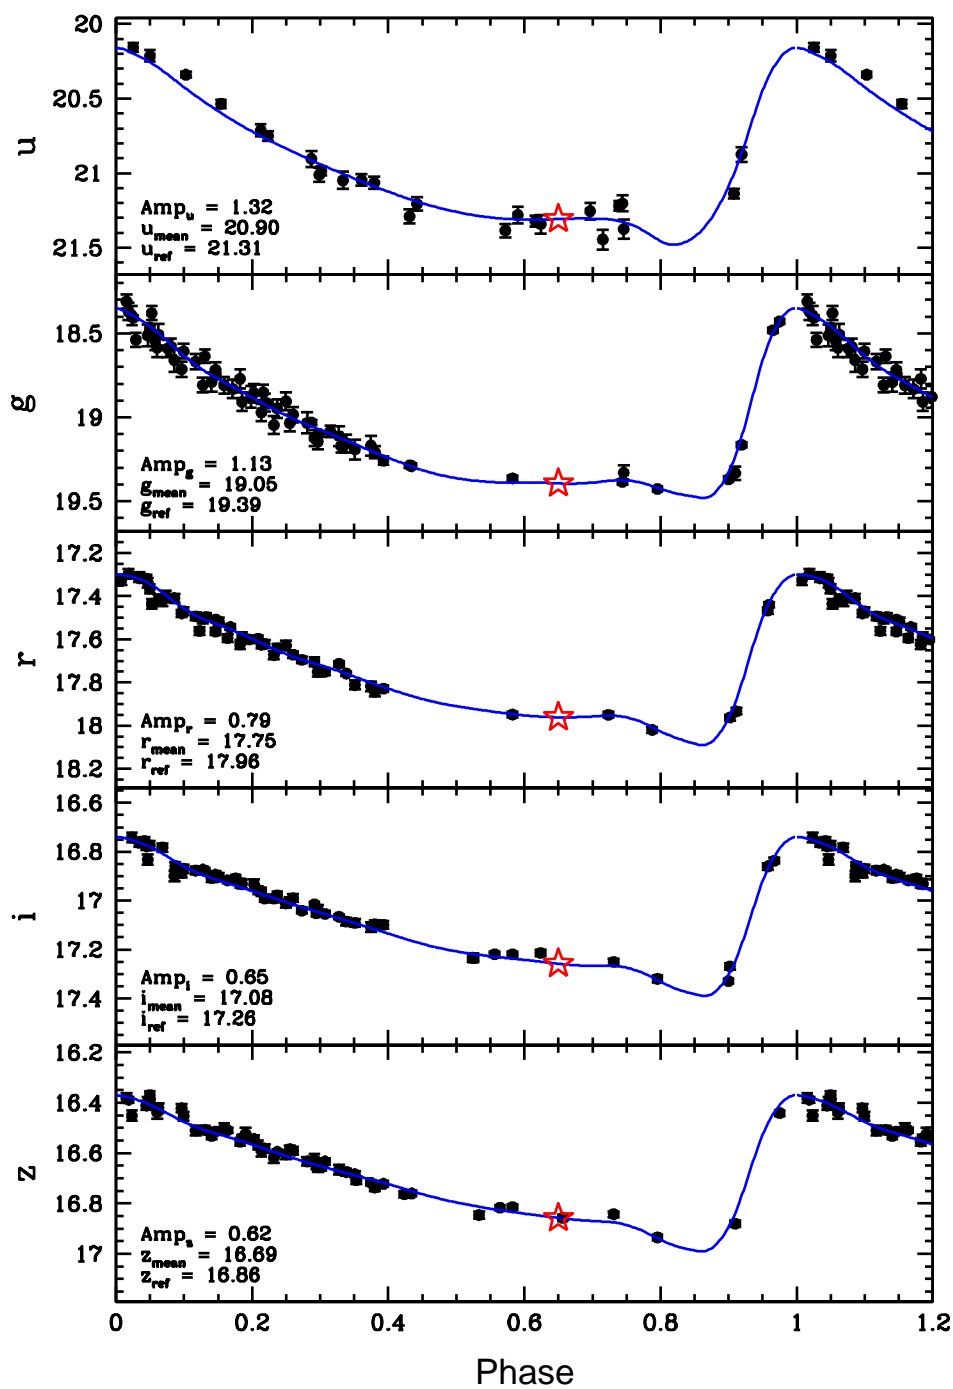 20
20.5
21
21.5
u
Amp_u = 1.32
u_mean = 20.90
u_ref = 21.31
18.5
19
19.5
g
Amp_g = 1.13
g_mean = 19.05
g_ref = 19.39
17.2
17.4
17.6
17.8
18
18.2
r
Amp_r = 0.79
r_mean = 17.75
r_ref = 17.96
16.6
16.8
17
17.2
17.4
i
Amp_i = 0.65
i_mean = 17.08
i_ref = 17.26
16.2
16.4
16.6
16.8
17
z
Amp_z = 0.62
z_mean = 16.69
z_ref = 16.86
0 0.2 0.4 0.6 0.8 1 1.2
Phase